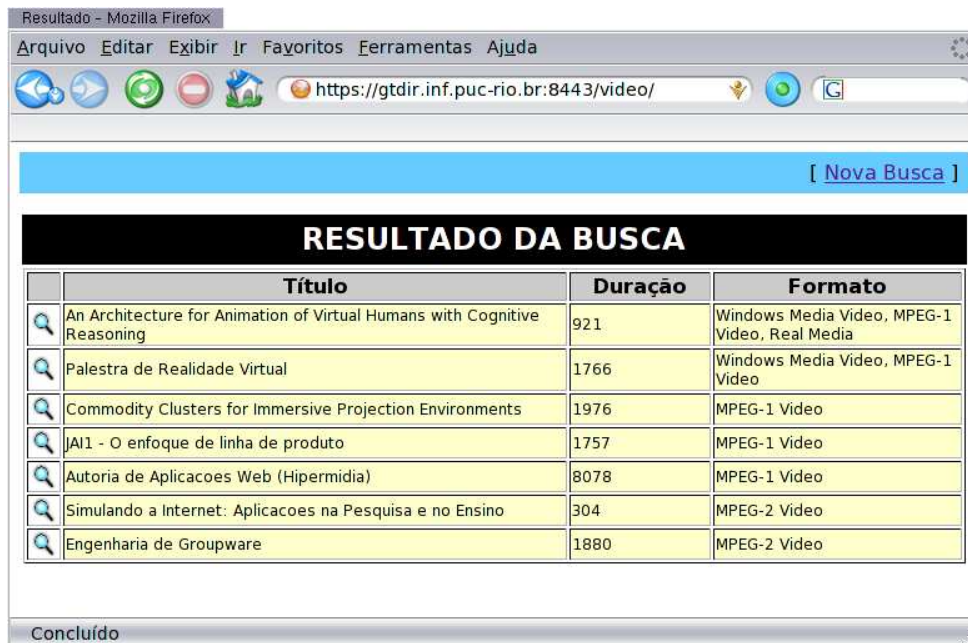 Resultado - Mozilla Firefox
Arquivo Editar Exibir Ir Favoritos Ferramentas Ajuda
https://gtdir.inf.puc-rio.br:8443/video/ G
[ Nova Busca ]
RESULTADO DA BUSCA
Título Duração Formato
An Architecture for Animation of Virtual Humans with Cognitive
Reasoning
921
Windows Media Video, MPEG-1
Video, Real Media
Palestra de Realidade Virtual 1766
Windows Media Video, MPEG-1
Video
Commodity Clusters for Immersive Projection Environments 1976 MPEG-1 Video
JAI1 - O enfoque de linha de produto 1757 MPEG-1 Video
Autoria de Aplicacoes Web (Hipermidia) 8078 MPEG-1 Video
Simulando a Internet: Aplicacoes na Pesquisa e no Ensino 304 MPEG-2 Video
Engenharia de Groupware 1880 MPEG-2 Video
Concluído